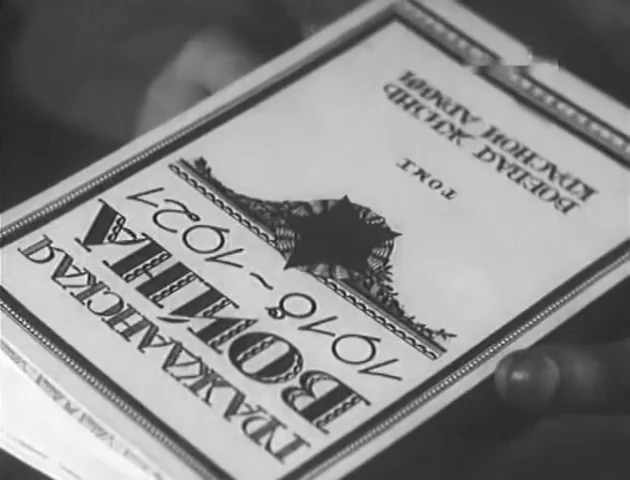 ГРАЖДАНСКАЯ
ВОЙНА
1918~1921
ТОМ I
БОЕВАЯ ЖИЗНЬ
КРАСНОЙ АРМИИ